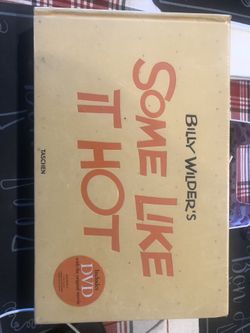 BILLY WILDER'S
SOME LIKE
IT HOT
TASCHEN
DVD